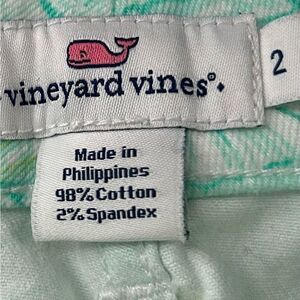 vineyard vines®
2
Made in
Philippines
98% Cotton
2% Spandex